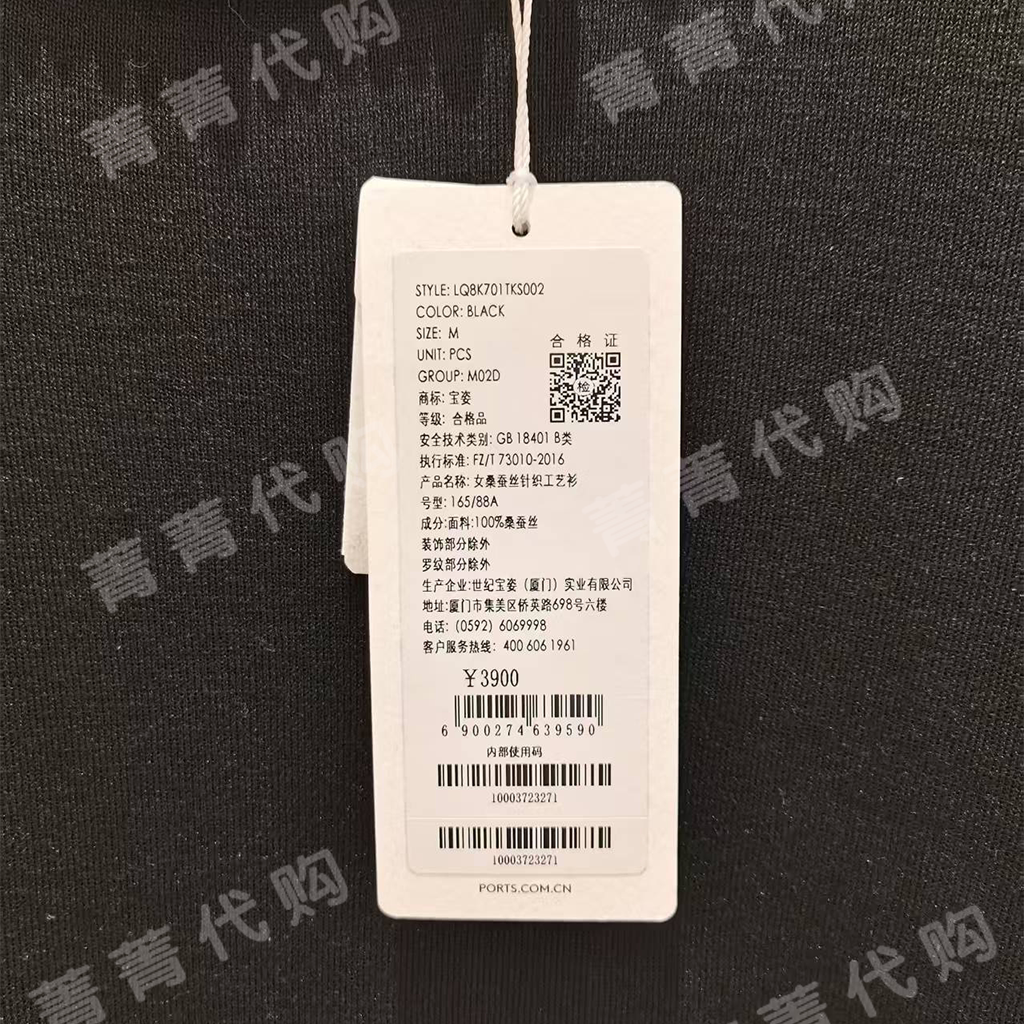 菁菁代购
菁菁代购
STYLE: LQ8K701TKS002
COLOR: BLACK
SIZE: M
UNIT: PCS
GROUP: M02D
合格证
检
商标: 宝姿
等级: 合格品
安全技术类别: GB 18401 B类
执行标准: FZ/T 73010-2016
产品名称: 女桑蚕丝针织工艺衫
号型: 165/88A
成分:面料:100%桑蚕丝
装饰部分除外
罗纹部分除外
生产企业:世纪宝姿（厦门）实业有限公司
地址:厦门市集美区侨英路698号六楼
电话: (0592) 6069998
客户服务热线: 400 606 1961
¥3900
6 900274 639590
内部使用码
10003723271
10003723271
PORTS.COM.CN
菁菁代购
菁菁代购
菁菁代购
菁菁代购